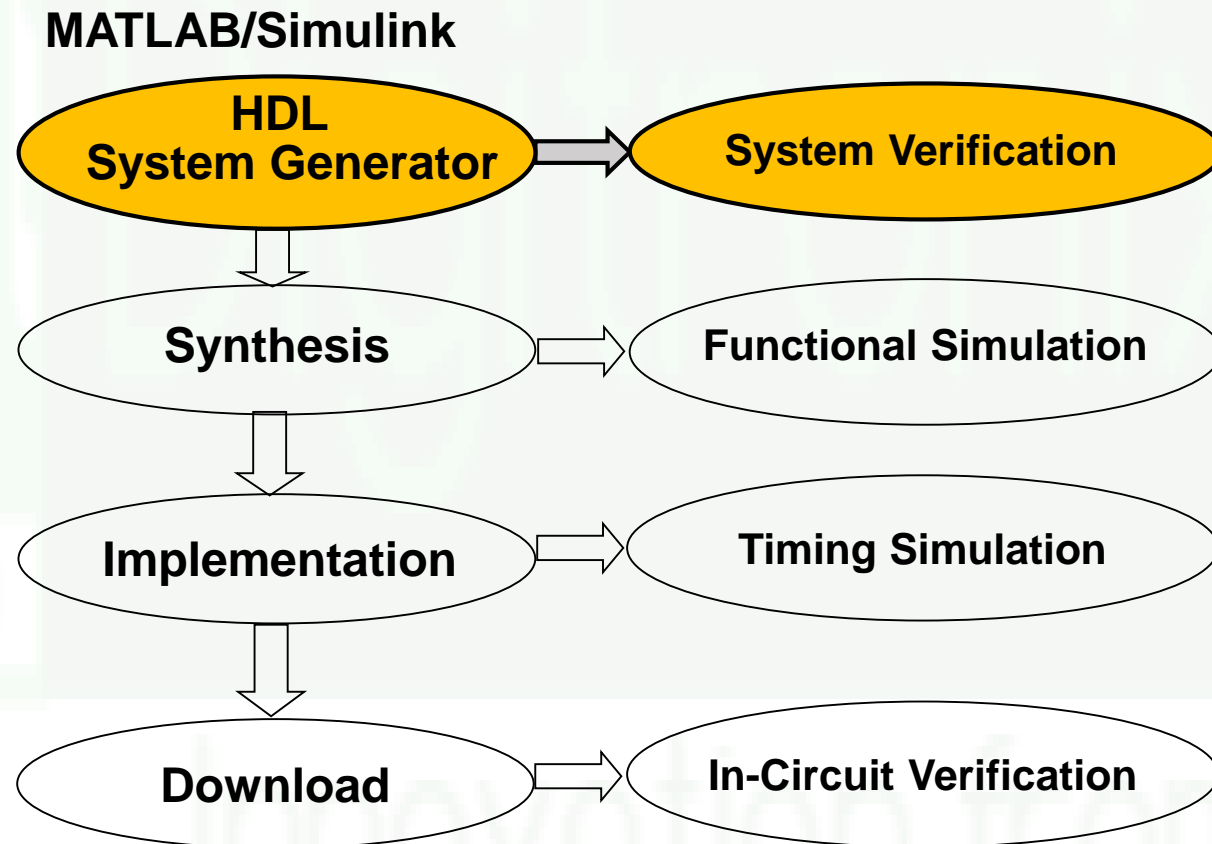 MATLAB/Simulink
HDL
System Generator
System Verification
Synthesis
Functional Simulation
Implementation
Timing Simulation
Download
In-Circuit Verification